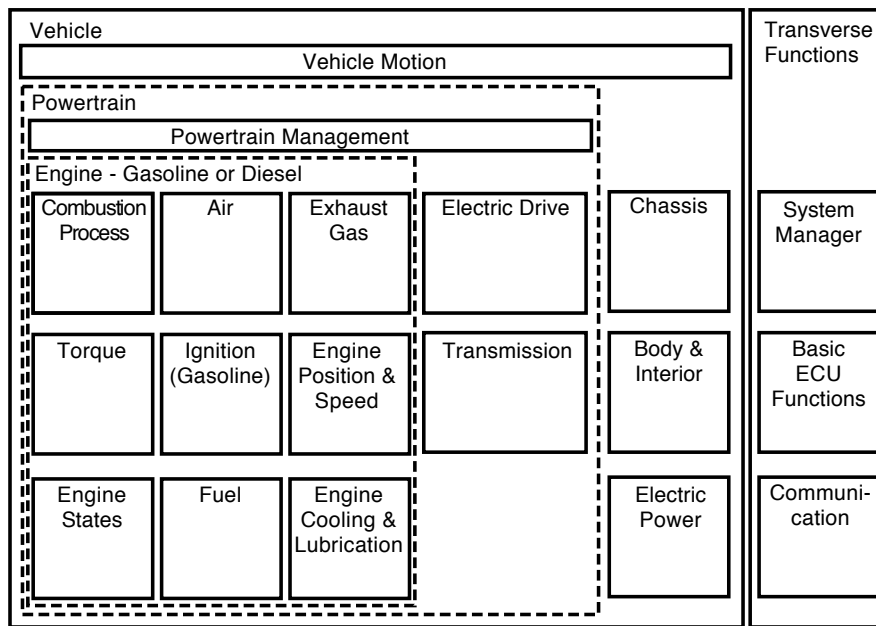 Vehicle
Vehicle Motion
Powertrain
Powertrain Management
Engine - Gasoline or Diesel
Combustion
Process
Air
Exhaust
Gas
Electric Drive
Chassis
Torque
Ignition
(Gasoline)
Engine
Position &
Speed
Transmission
Body &
Interior
Engine
States
Fuel
Engine
Cooling &
Lubrication
Electric
Power
Transverse
Functions
System
Manager
Basic
ECU
Functions
Communi-
cation